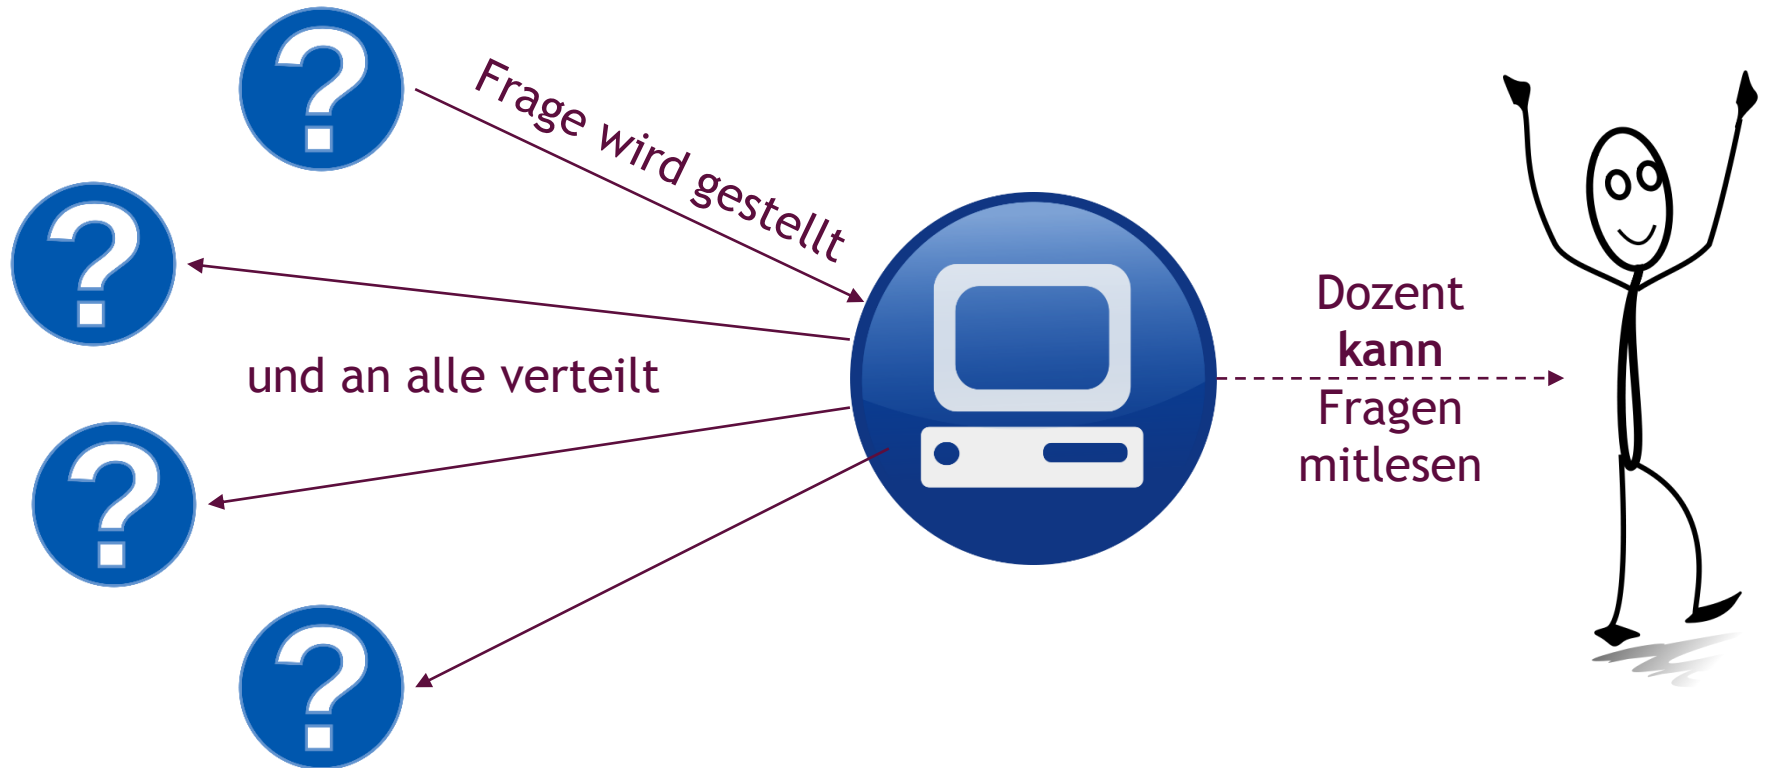 Frage wird gestellt
und an alle verteilt
Dozent
kann
Fragen
mitlesen